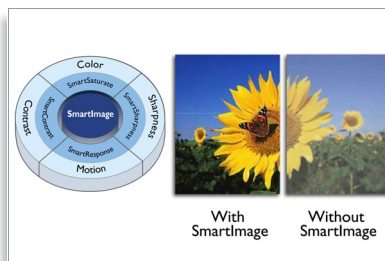 Color
SmartSaturate
Contrast
SmartContrast
SmartImage
SmartSharpness
Sharpness
SmartResponse
Motion
With
SmartImage
Without
SmartImage